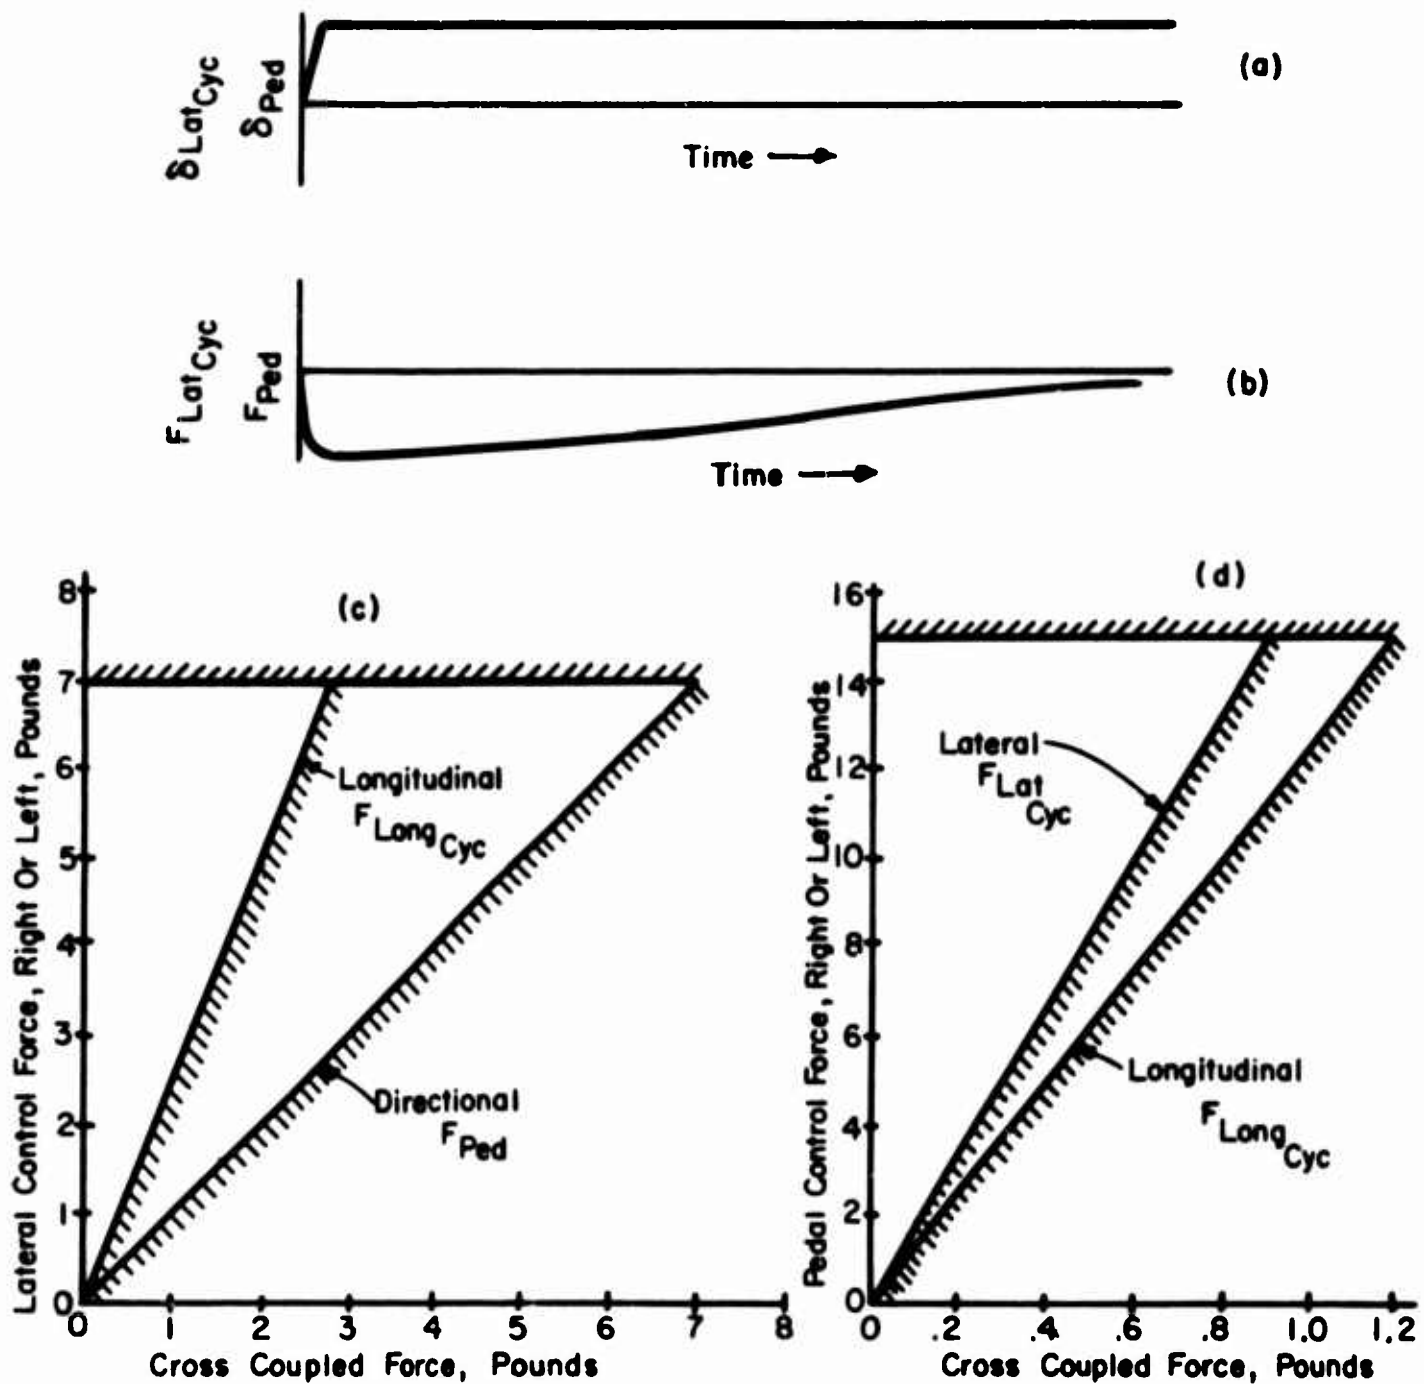 δLatCyc
δPed
(a)
Time
FLatCyc
FPed
(b)
Time
(c)
8
7
6
5
4
3
2
1
0
Lateral Control Force, Right Or Left, Pounds
Longitudinal
FLongCyc
Directional
FPed
0 1 2 3 4 5 6 7 8
Cross Coupled Force, Pounds
(d)
16
14
12
10
8
6
4
2
0
Pedal Control Force, Right Or Left, Pounds
Lateral
FLatCyc
Longitudinal
FLongCyc
0 .2 .4 .6 .8 1.0 1.2
Cross Coupled Force, Pounds